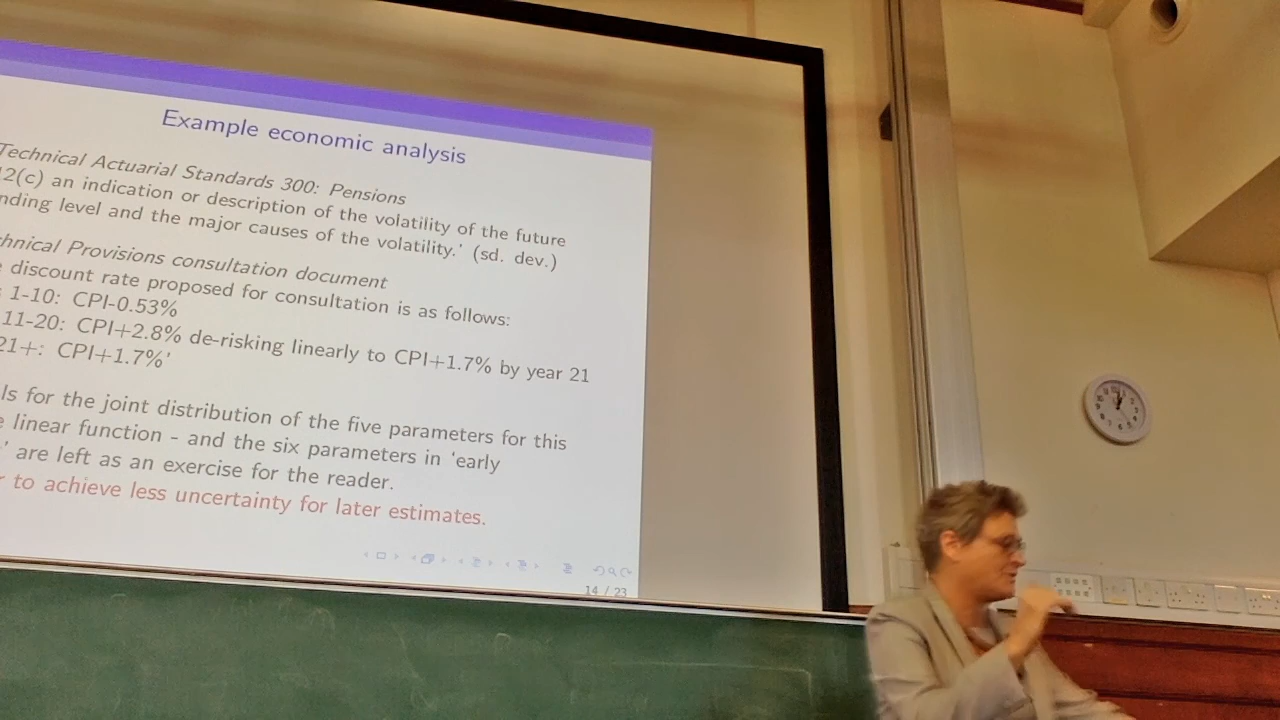 Example economic analysis
Technical Actuarial Standards 300: Pensions
12(c) an indication or description of the volatility of the future
nding level and the major causes of the volatility.' (sd. dev.)
chnical Provisions consultation document
discount rate proposed for consultation is as follows:
1-10: CPI-0.53%
11-20: CPI+2.8% de-risking linearly to CPI+1.7% by year 21
21+: CPI+1.7%'
ls for the joint distribution of the five parameters for this
linear function - and the six parameters in 'early
' are left as an exercise for the reader.
to achieve less uncertainty for later estimates.
14 / 23